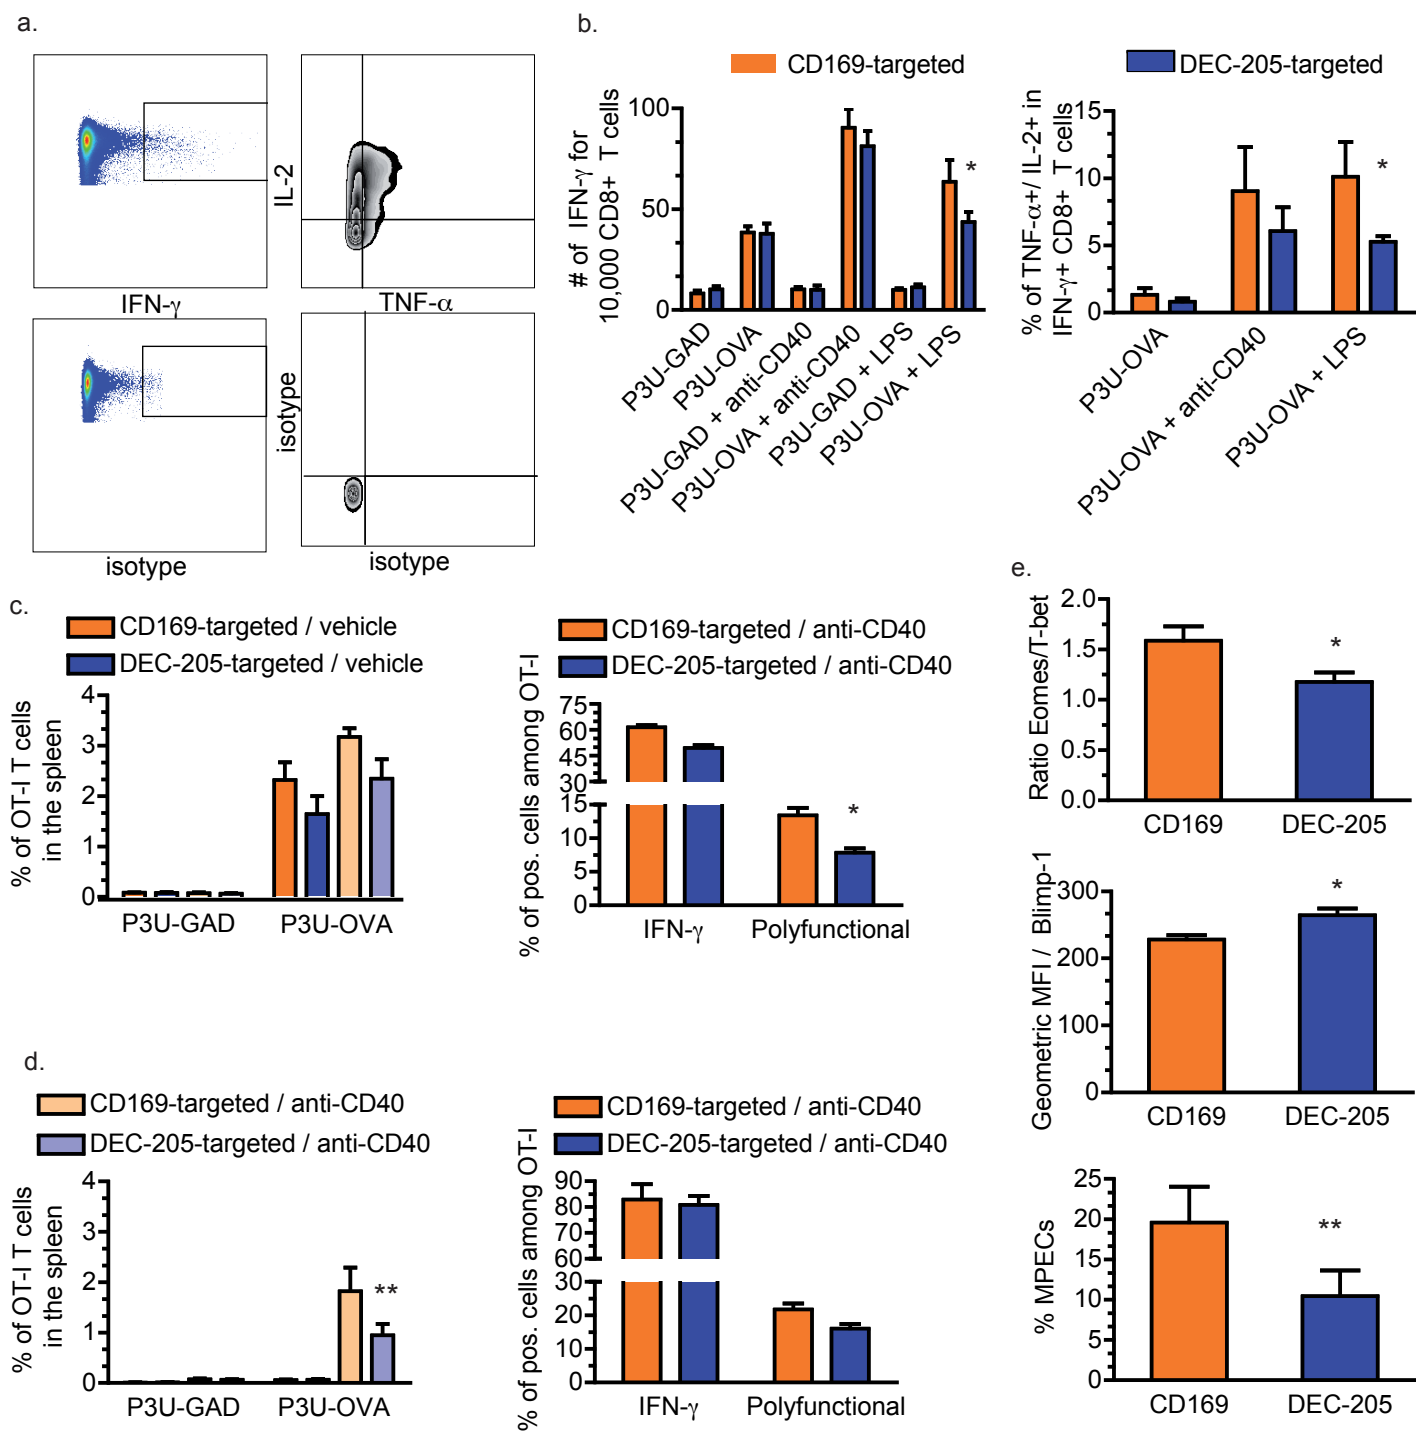 a.
IL-2
IFN-γ
TNF-α
isotype
isotype
isotype
b.
CD169-targeted
DEC-205-targeted
# of IFN-γ for
10,000 CD8+ T cells
100
50
0
P3U-GAD
P3U-OVA
P3U-GAD + anti-CD40
P3U-OVA + anti-CD40
P3U-GAD + LPS
P3U-OVA + LPS
*
% of TNF-α+/ IL-2+ in
IFN-γ+ CD8+ T cells
15
10
5
0
P3U-OVA
P3U-OVA + anti-CD40
P3U-OVA + LPS
*
c.
CD169-targeted / vehicle
DEC-205-targeted / vehicle
% of OT-I T cells
in the spleen
4
3
2
1
0
P3U-GAD
P3U-OVA
CD169-targeted / anti-CD40
DEC-205-targeted / anti-CD40
% of pos. cells among OT-I
75
60
45
30
15
10
5
0
*
IFN-γ
Polyfunctional
d.
CD169-targeted / anti-CD40
DEC-205-targeted / anti-CD40
% of OT-I T cells
in the spleen
4
3
2
1
0
**
P3U-GAD
P3U-OVA
CD169-targeted / anti-CD40
DEC-205-targeted / anti-CD40
% of pos. cells among OT-I
90
80
70
60
30
20
10
0
IFN-γ
Polyfunctional
e.
Ratio Eomes/T-bet
2.0
1.5
1.0
0.5
0.0
*
CD169
DEC-205
Geometric MFI / Blimp-1
300
200
100
0
*
CD169
DEC-205
% MPECs
25
20
15
10
5
0
**
CD169
DEC-205